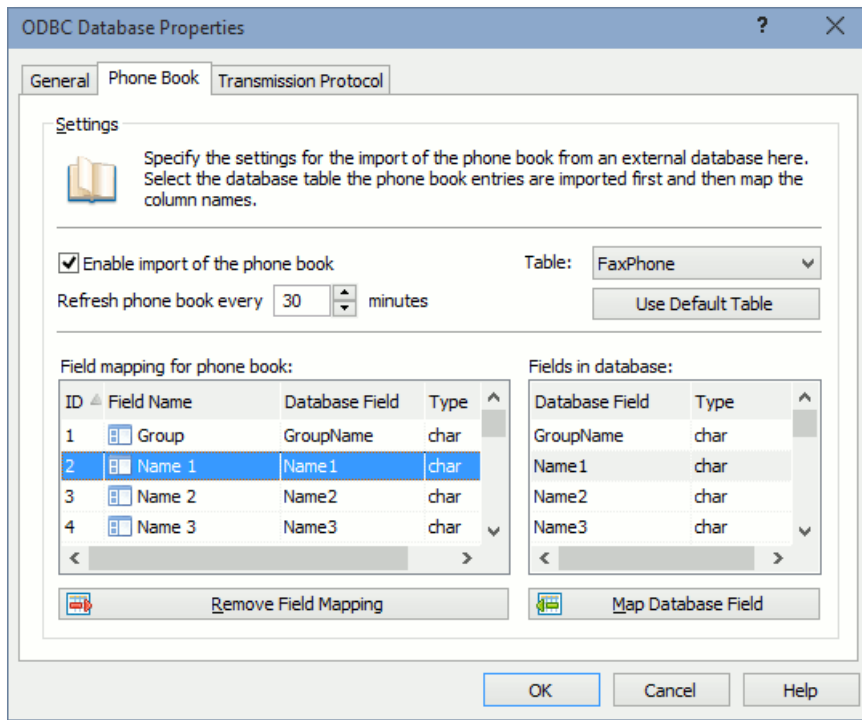 ODBC Database Properties ?
General Phone Book Transmission Protocol
Settings
Specify the settings for the import of the phone book from an external database here.
Select the database table the phone book entries are imported first and then map the
column names.
Enable import of the phone book Table: FaxPhone
Refresh phone book every 30 minutes Use Default Table
Field mapping for phone book: Fields in database:
ID Field Name Database Field Type Database Field Type
1 Group GroupName char GroupName char
2 Name 1 Name1 char Name1 char
3 Name 2 Name2 char Name2 char
4 Name 3 Name3 char Name3 char
Remove Field Mapping Map Database Field
OK Cancel Help